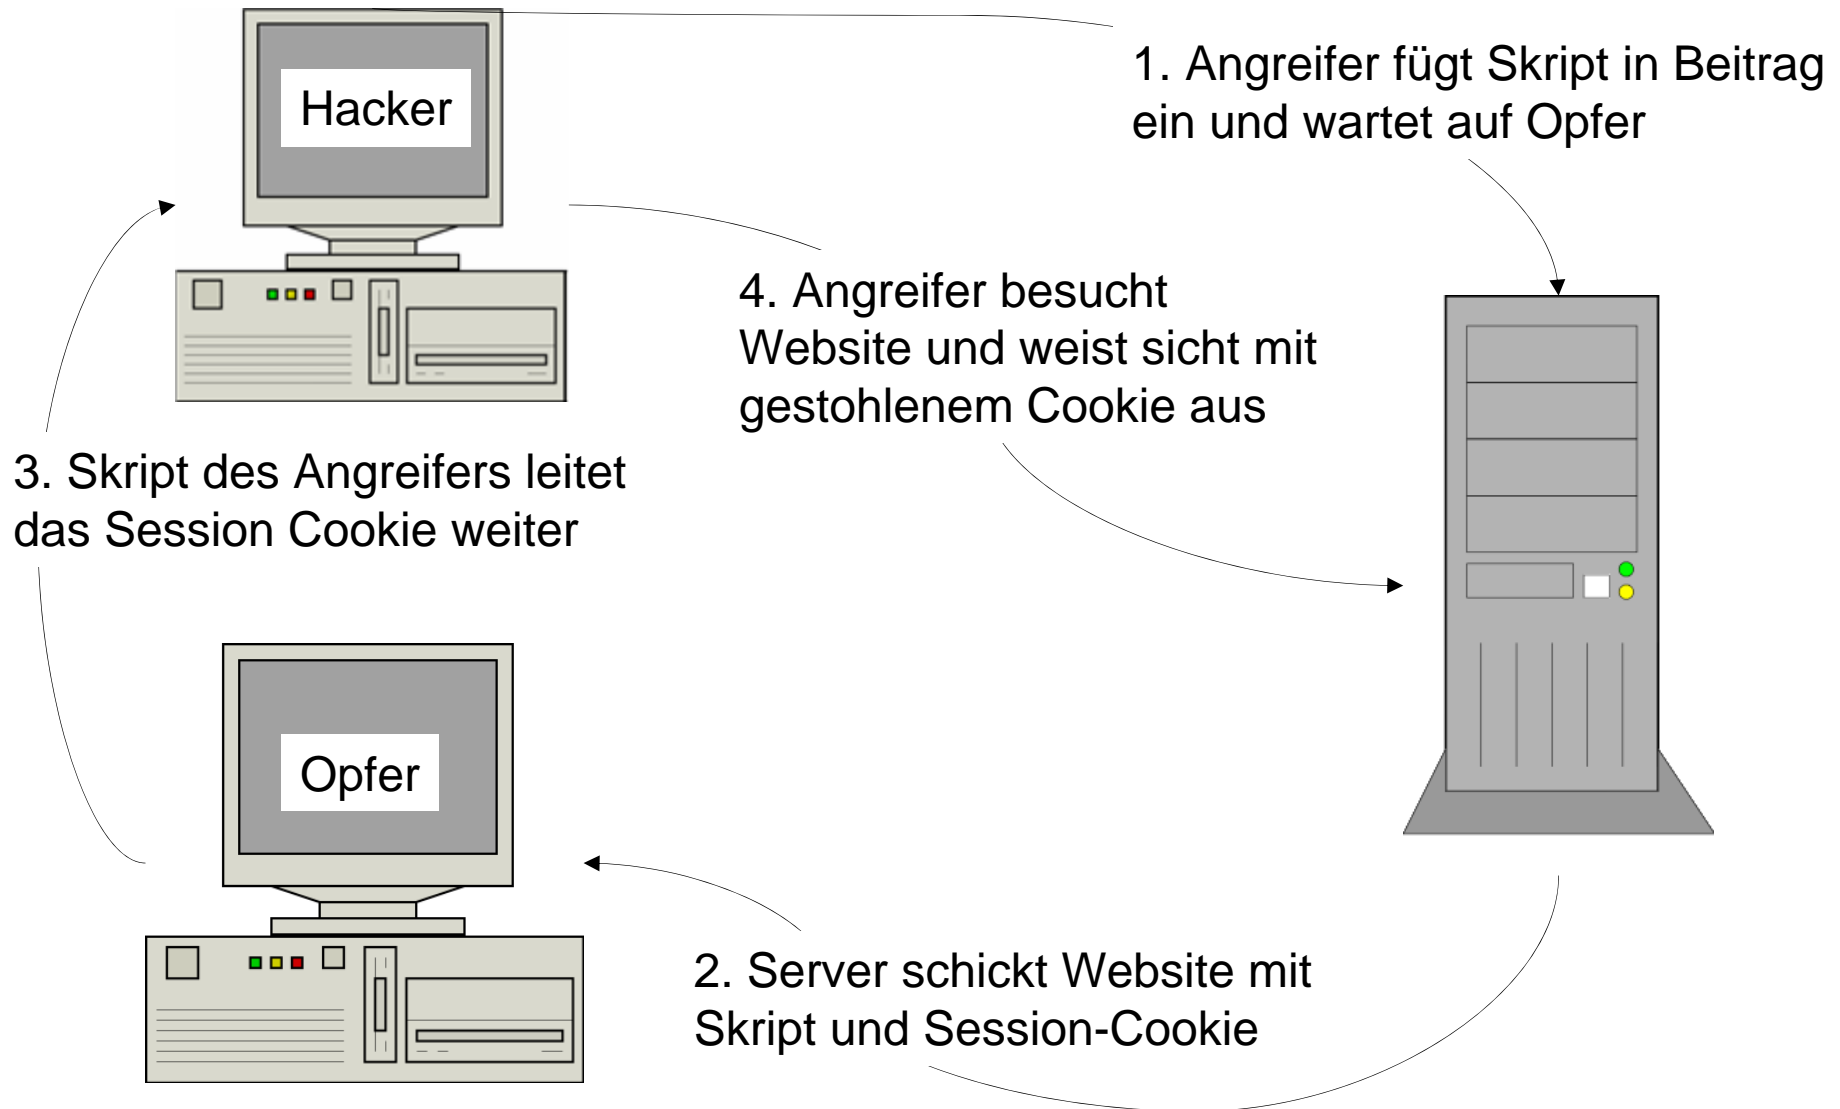 Hacker
1. Angreifer fügt Skript in Beitrag
ein und wartet auf Opfer
4. Angreifer besucht
Website und weist sicht mit
gestohlenem Cookie aus
3. Skript des Angreifers leitet
das Session Cookie weiter
Opfer
2. Server schickt Website mit
Skript und Session-Cookie